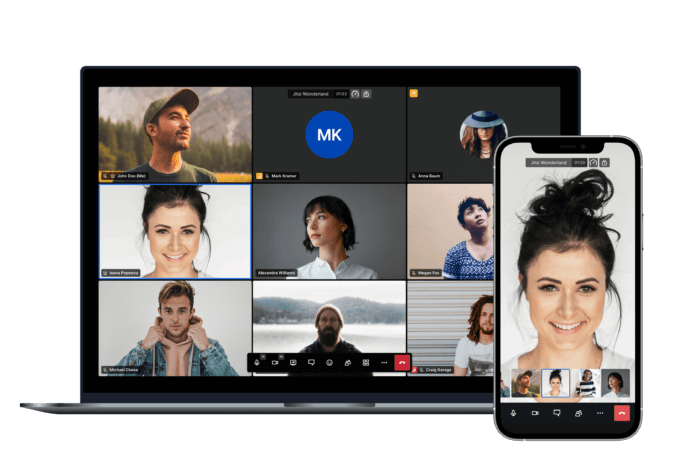 Jitsi Wonderland 01:23
MK
John Doe (Me)
Mark Kramer
Anna Baum
Ivana Popescu
Alexandra Williams
Megan Fox
Michael Chase
Craig Garage
Jitsi Wonderland 01:23